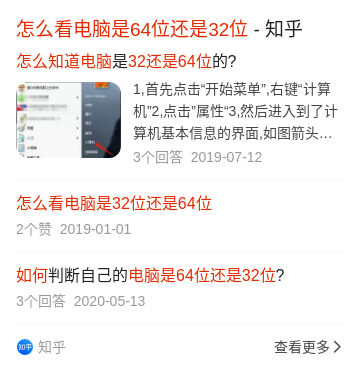 怎么看电脑是64位还是32位 - 知乎
怎么知道电脑是32还是64位的?
1,首先点击“开始菜单”,右键“计算
机”2,点击”属性“3,然后进入到了计
算机基本信息的界面,如图箭头...
3个回答 2019-07-12
怎么看电脑是32位还是64位
2个赞 2019-01-01
如何判断自己的电脑是64位还是32位?
3个回答 2020-05-13
知乎 知乎
查看更多